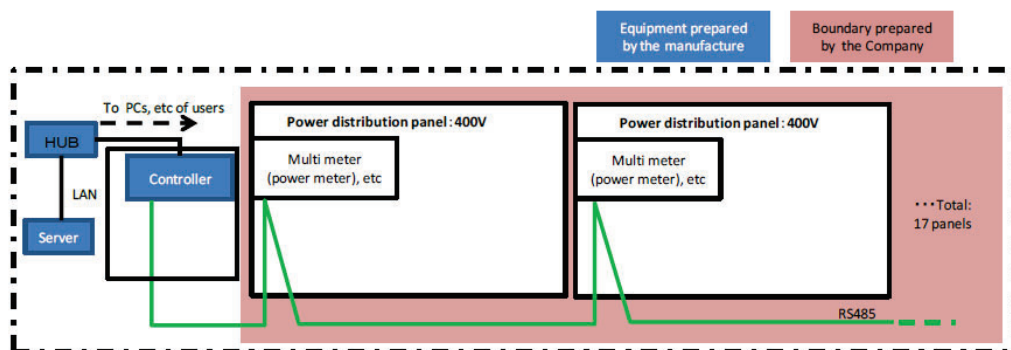 Equipment prepared
by the manufacture
Boundary prepared
by the Company
To PCs, etc of users
HUB
LAN
Server
Controller
Power distribution panel：400V
Multi meter
(power meter), etc
Power distribution panel：400V
Multi meter
(power meter), etc
･･･Total:
17 panels
RS485